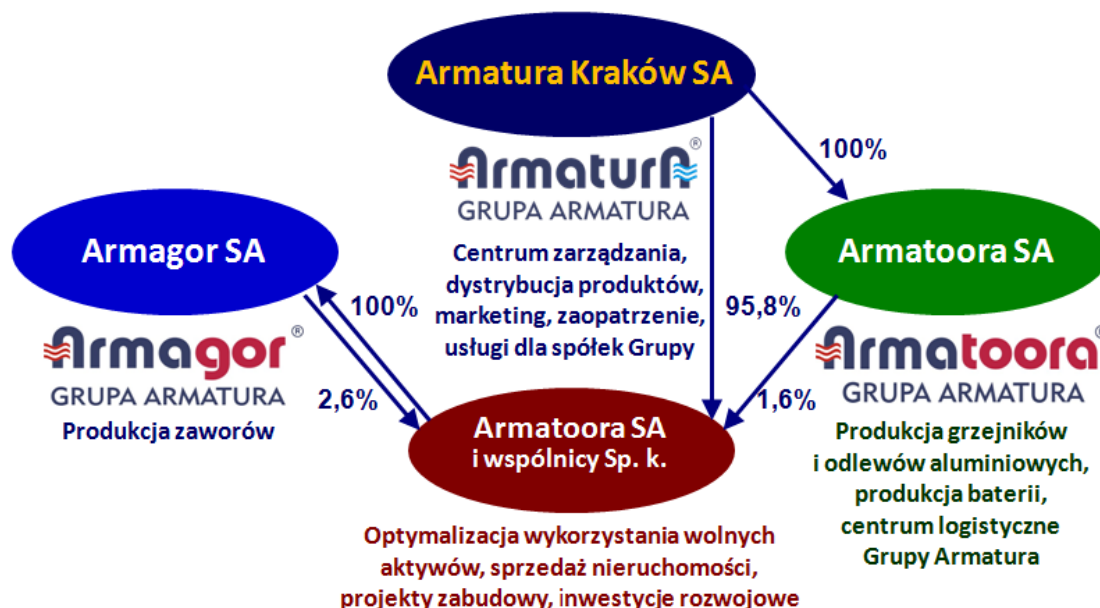 Armatura Kraków SA
100%
ArmaturA®
GRUPA ARMATURA
Armagor SA
Centrum zarządzania,
dystrybucja produktów,
marketing, zaopatrzenie,
usługi dla spółek Grupy
Armatoora SA
100%
95,8%
Armagor®
GRUPA ARMATURA
Produkcja zaworów
2,6%
1,6%
Armatoora®
GRUPA ARMATURA
Armatoora SA
i wspólnicy Sp. k.
Produkcja grzejników
i odlewów aluminiowych,
produkcja baterii,
centrum logistyczne
Grupy Armatura
Optymalizacja wykorzystania wolnych
aktywów, sprzedaż nieruchomości,
projekty zabudowy, inwestycje rozwojowe